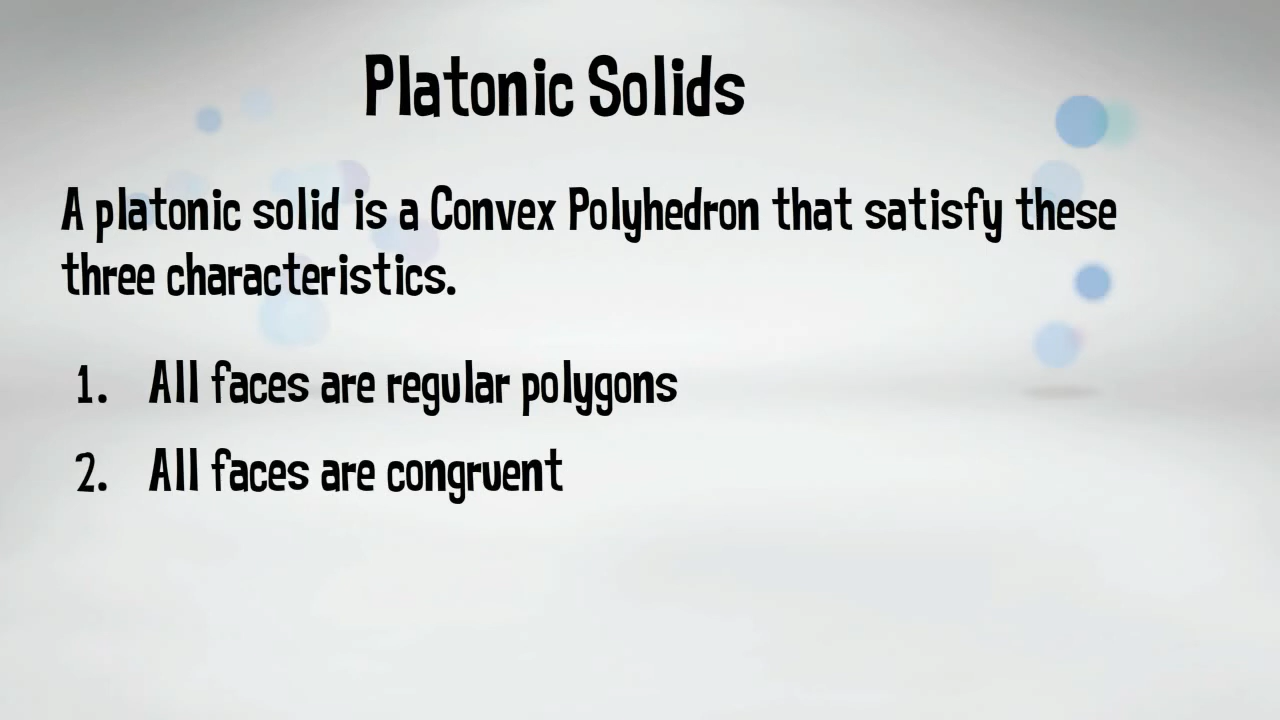 Platonic Solids
A platonic solid is a Convex Polyhedron that satisfy these
three characteristics.
1. All faces are regular polygons
2. All faces are congruent